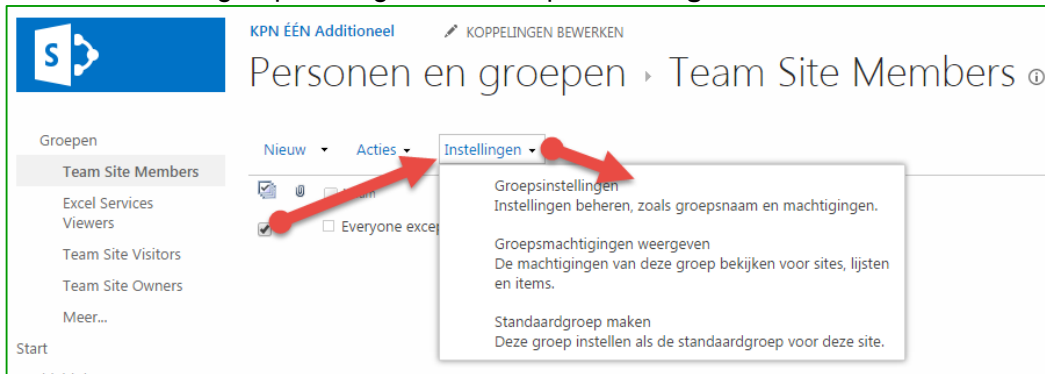 KPN ÉÉN Additioneel KOPPELINGEN BEWERKEN
S
Personen en groepen Team Site Members
Groepen
Team Site Members
Excel Services
Viewers
Team Site Visitors
Team Site Owners
Meer...
Start
Nieuw Acties Instellingen
Everyone excep
Groepsinstellingen
Instellingen beheren, zoals groepsnaam en machtigingen.
Groepsmachtigingen weergeven
De machtigingen van deze groep bekijken voor sites, lijsten
en items.
Standaardgroep maken
Deze groep instellen als de standaardgroep voor deze site.